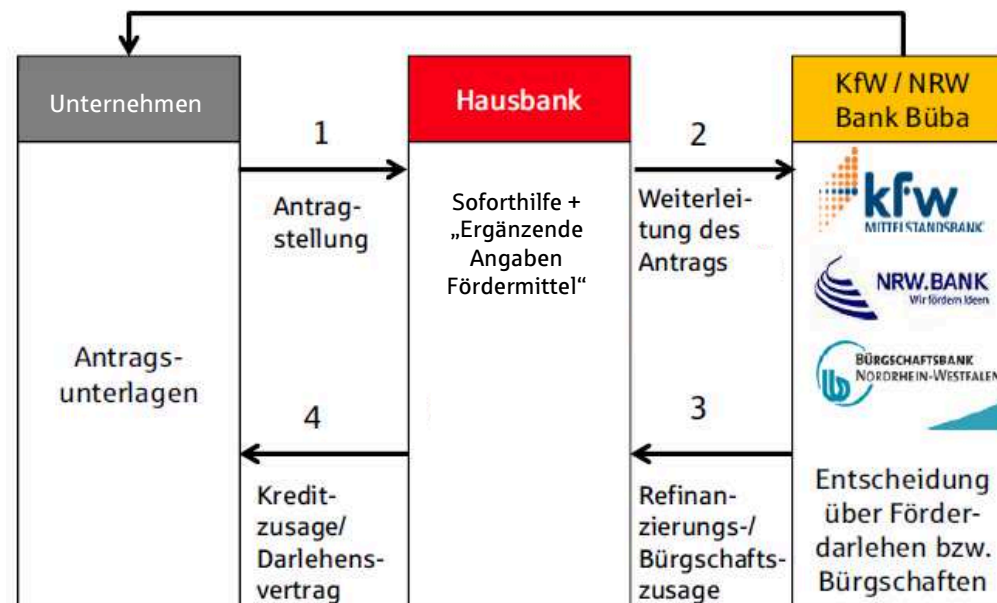 Unternehmen
Antrags-
unterlagen
1
Antrag-
stellung
4
Kredit-
zusage/
Darlehens-
vertrag
Hausbank
Soforthilfe +
„Ergänzende
Angaben
Fördermittel“
2
Weiterlei-
tung des
Antrags
3
Refinan-
zierungs-/
Bürgschafts-
zusage
KfW / NRW
Bank Büba
kfw
MITTELSTANDSBANK
NRW.BANK
Wir fördern Ideen
BÜRGSCHAFTSBANK
NORDRHEIN-WESTFALEN
Entscheidung
über Förder-
darlehen bzw.
Bürgschaften